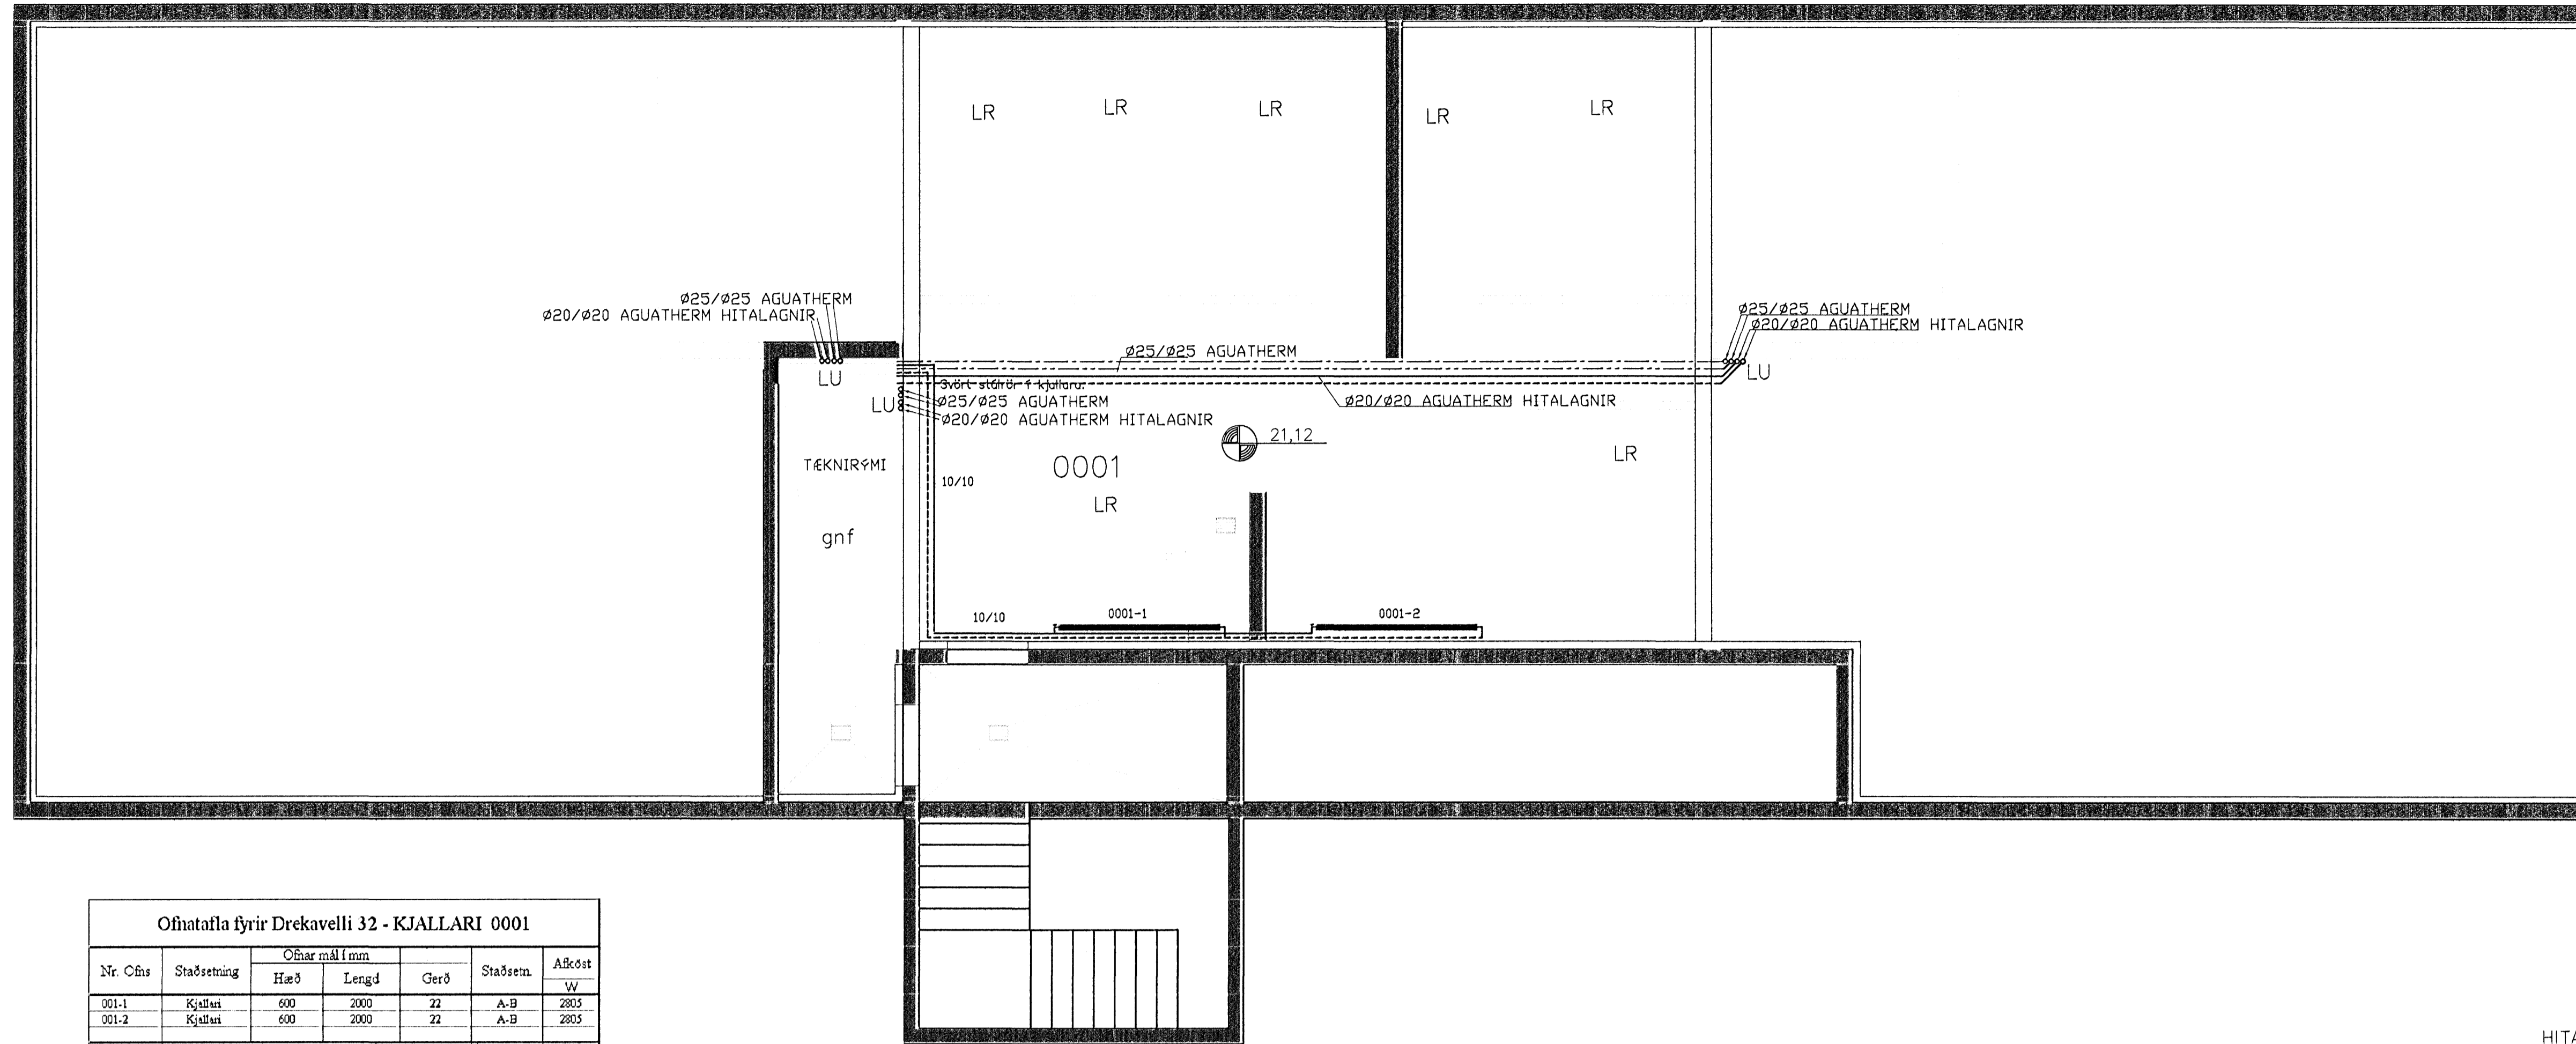 LR
LR
LR
LR
LR
Ø25/Ø25 AGUATHERM
Ø20/Ø20 AGUATHERM HITALAGNIR
Ø25/Ø25 AGUATHERM
Ø20/Ø20 AGUATHERM HITALAGNIR
Ø25/Ø25 AGUATHERM
LU
LU
Svört stálrör í kjallara.
LU
Ø25/Ø25 AGUATHERM
Ø20/Ø20 AGUATHERM HITALAGNIR
Ø20/Ø20 AGUATHERM HITALAGNIR
21,12
TÆKNIRÝMI
0001
LR
10/10
LR
gnf
10/10
0001-1
0001-2
Ofnatafla fyrir Drekavelli 32 - KJALLARI 0001
Nr. Ofns Staðsetning Ofnar mál í mm Staðsetn. Afköst
Hæð Lengd Gerð W
001-1 Kjallari 600 2000 22 A-B 2805
001-2 Kjallari 600 2000 22 A-B 2805